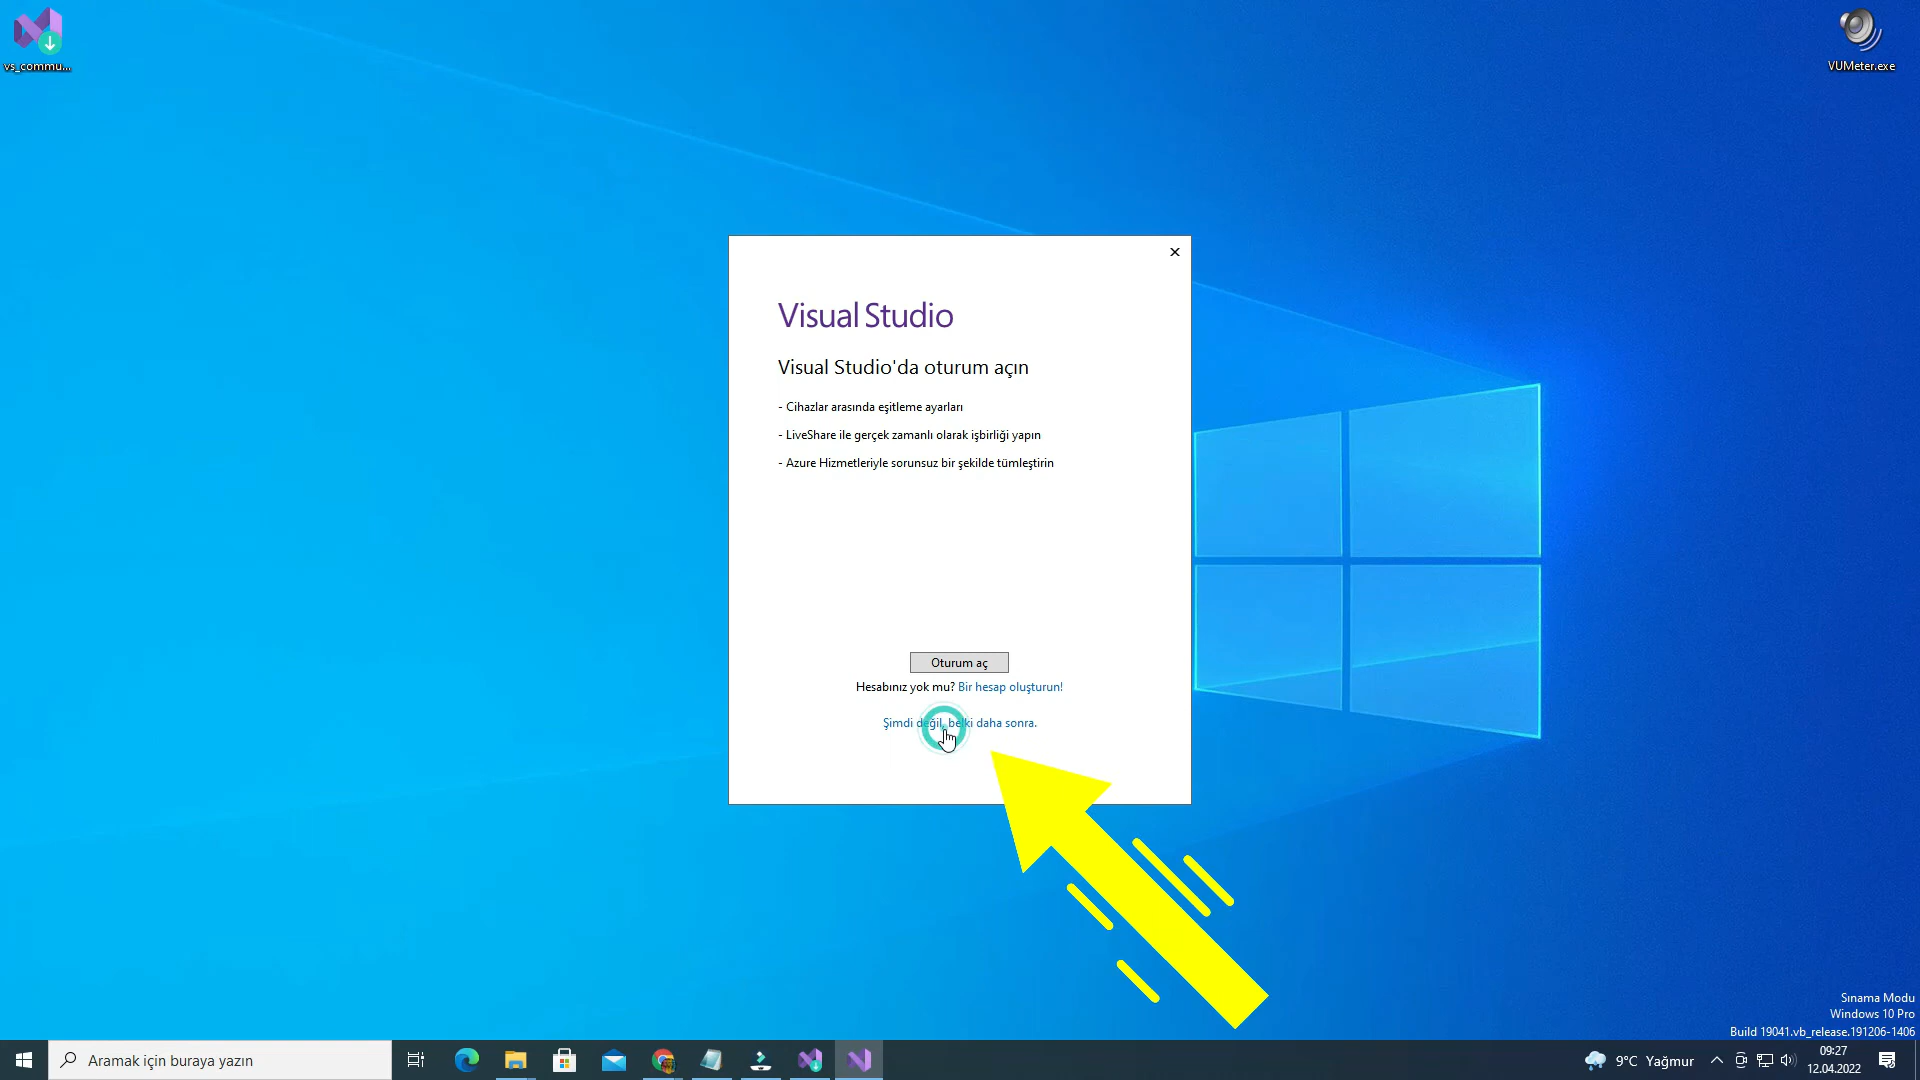 vs_commu...
VUMeter.exe
Visual Studio
Visual Studio'da oturum açın
- Cihazlar arasında eşitleme ayarları
- LiveShare ile gerçek zamanlı olarak işbirliği yapın
- Azure Hizmetleriyle sorunsuz bir şekilde tümleştirin
Oturum aç
Hesabınız yok mu? Bir hesap oluşturun!
Şimdi değil, belki daha sonra.
Sınama Modu
Windows 10 Pro
Build 19041.vb_release.191206-1406
Aramak için buraya yazın
9°C Yağmur
09:27
12.04.2022